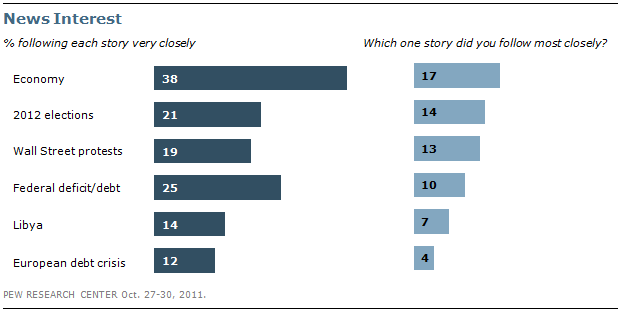 News Interest
% following each story very closely Which one story did you follow most closely?
Economy 38 17
2012 elections 21 14
Wall Street protests 19 13
Federal deficit/debt 25 10
Libya 14 7
European debt crisis 12 4
PEW RESEARCH CENTER Oct. 27-30, 2011.